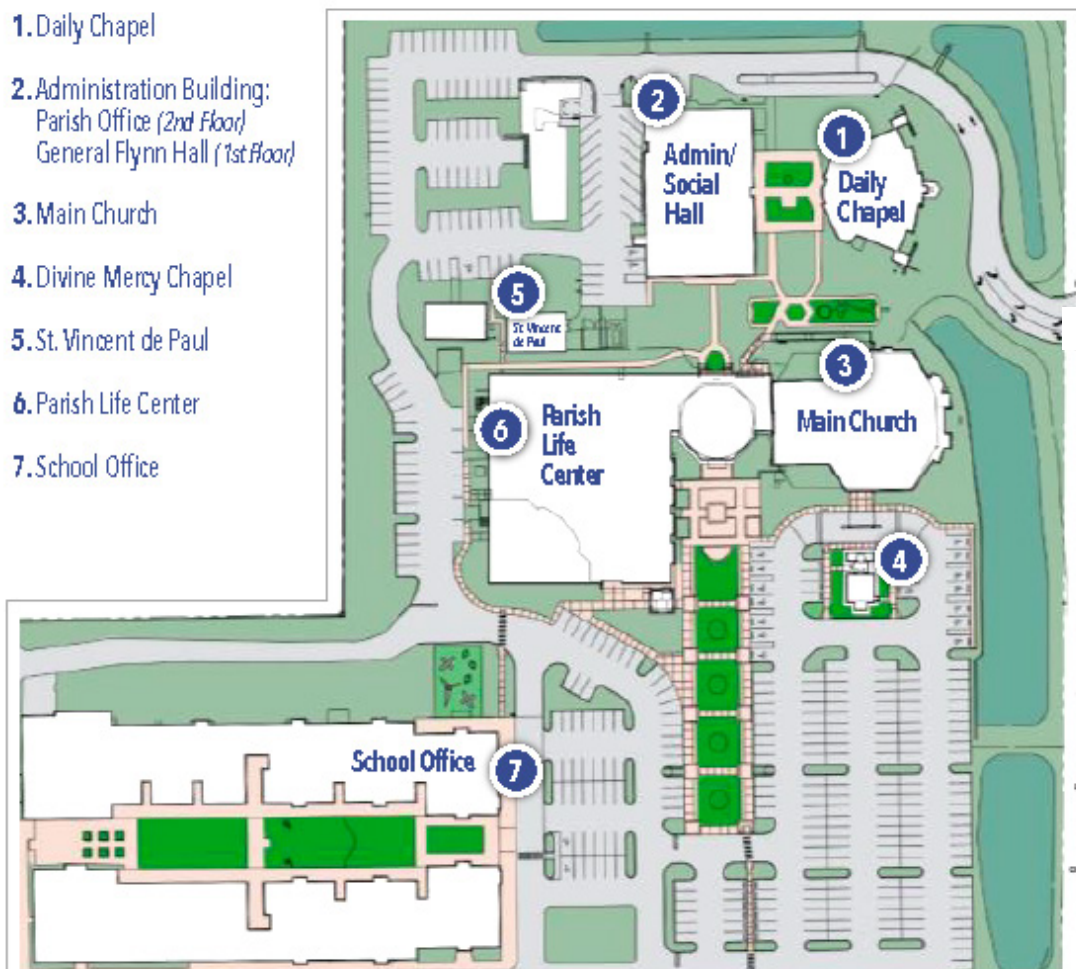 1. Daily Chapel
2. Administration Building:
Parish Office (2nd Floor)
General Flynn Hall (1st Floor)
3. Main Church
4. Divine Mercy Chapel
5. St. Vincent de Paul
6. Parish Life Center
7. School Office
2
Admin/
Social
Hall
1
Daily
Chapel
5
St. Vincent
de Paul
3
Main Church
6
Parish
Life
Center
4
School Office
7